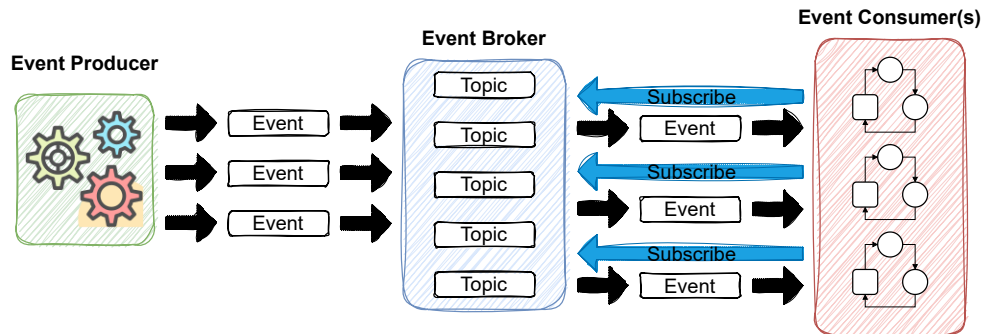 Event Consumer(s)
Event Broker
Event Producer
Topic
Topic
Topic
Topic
Topic
Event
Event
Event
Subscribe
Event
Subscribe
Event
Subscribe
Event